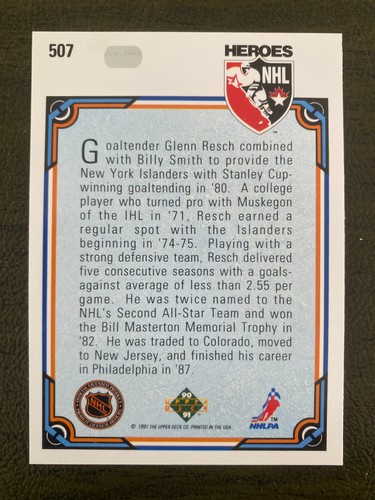 507
HEROES
NHL
TM
Goaltender Glenn Resch combined
with Billy Smith to provide the
New York Islanders with Stanley Cup-
winning goaltending in '80. A college
player who turned pro with Muskegon
of the IHL in '71, Resch earned a
regular spot with the Islanders
beginning in '74-75. Playing with a
strong defensive team, Resch delivered
five consecutive seasons with a goals-
against average of less than 2.55 per
game. He was twice named to the
NHL's Second All-Star Team and won
the Bill Masterton Memorial Trophy in
'82. He was traded to Colorado, moved
to New Jersey, and finished his career
in Philadelphia in '87.
NHL
90
UPPER
DECK
91
TM
NHLPA
© 1991 THE UPPER DECK CO. PRINTED IN THE USA